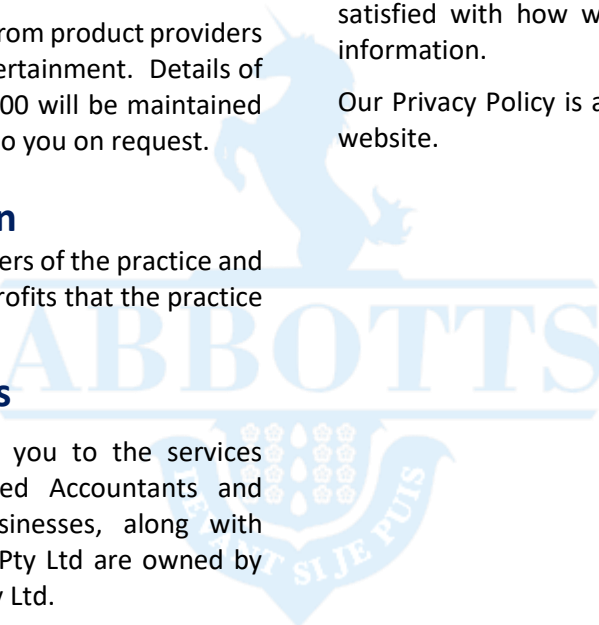 rom product providers
ertainment. Details of
00 will be maintained
o you on request.
n
ers of the practice and
rofits that the practice
s
you to the services
ed Accountants and
sinesses, along with
Pty Ltd are owned by
y Ltd.
satisfied with how w
information.
Our Privacy Policy is a
website.
ABBOTTS
LEVANT SI JE PUIS